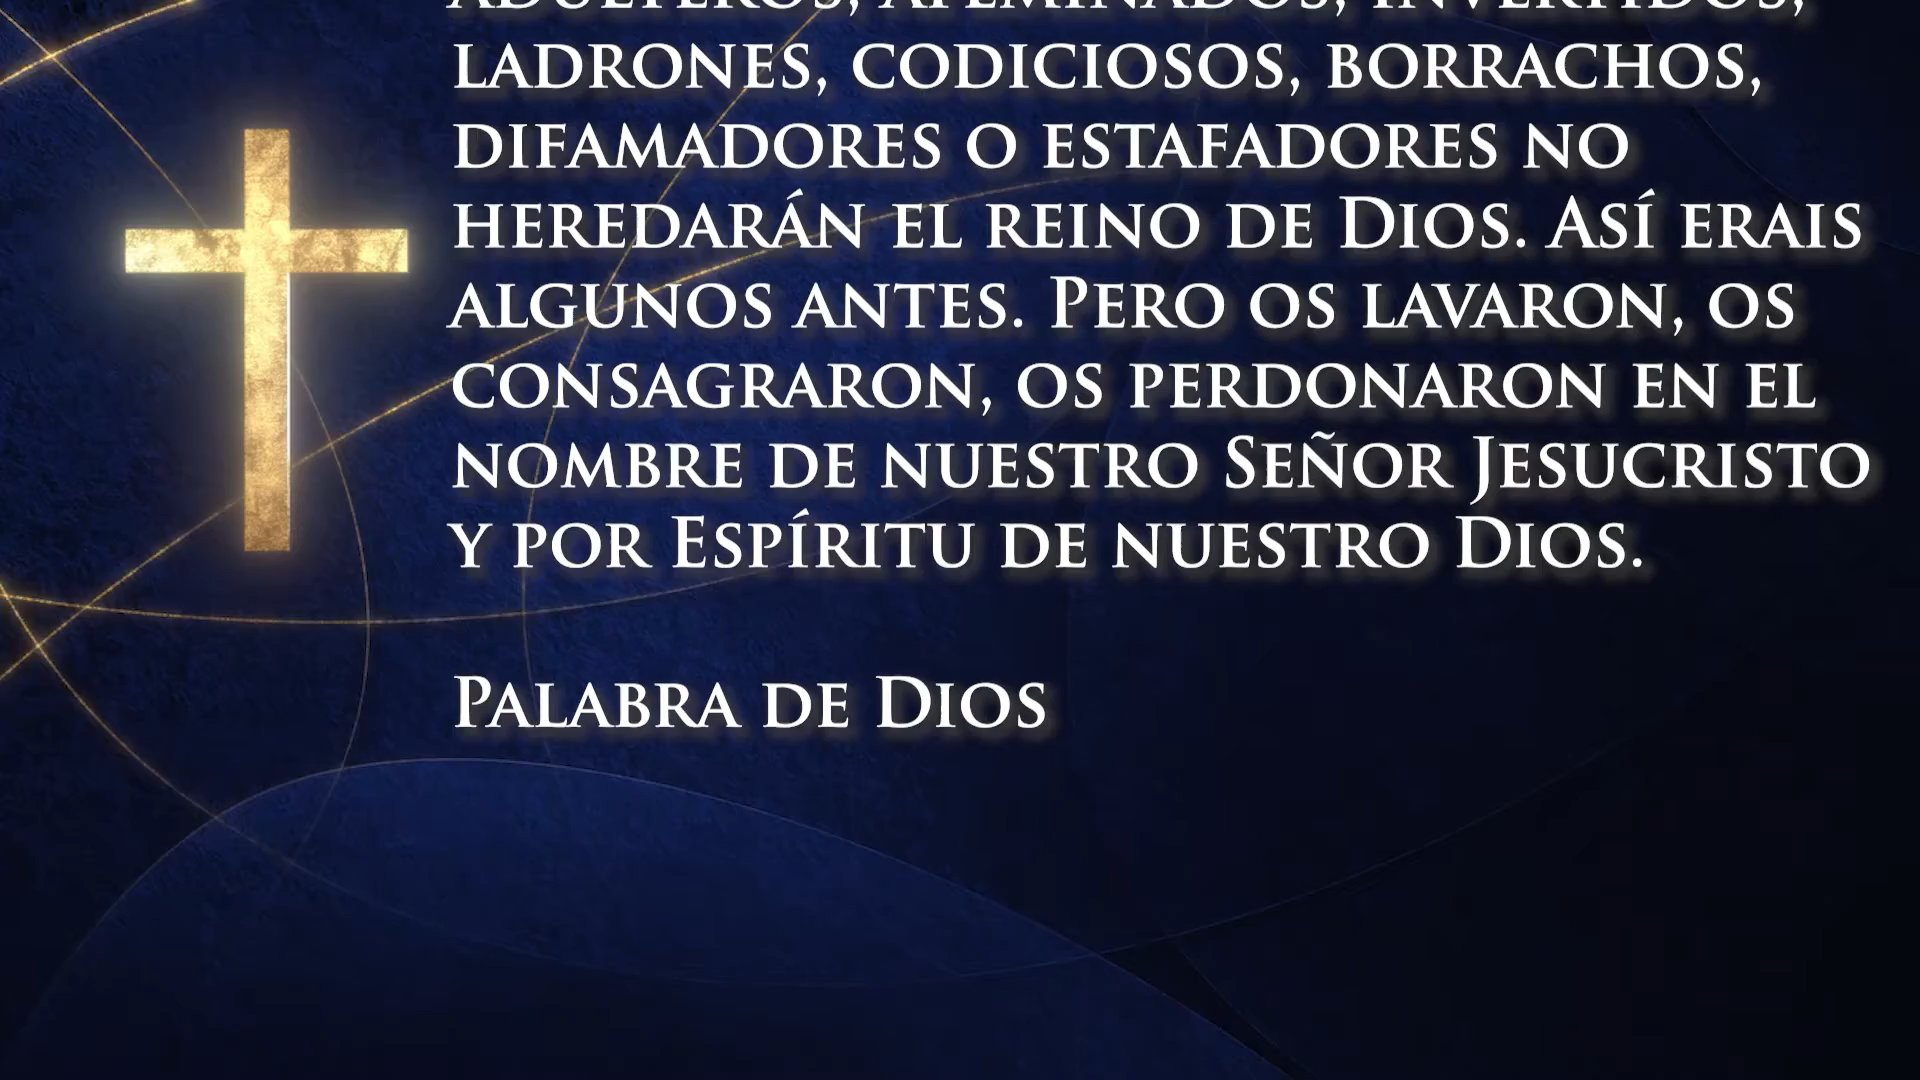 ADÚLTEROS, AFEMINADOS, INVERTIDOS,
LADRONES, CODICIOSOS, BORRACHOS,
DIFAMADORES O ESTAFADORES NO
HEREDARÁN EL REINO DE DIOS. ASÍ ERAIS
ALGUNOS ANTES. PERO OS LAVARON, OS
CONSAGRARON, OS PERDONARON EN EL
NOMBRE DE NUESTRO SEÑOR JESUCRISTO
Y POR ESPÍRITU DE NUESTRO DIOS.
PALABRA DE DIOS